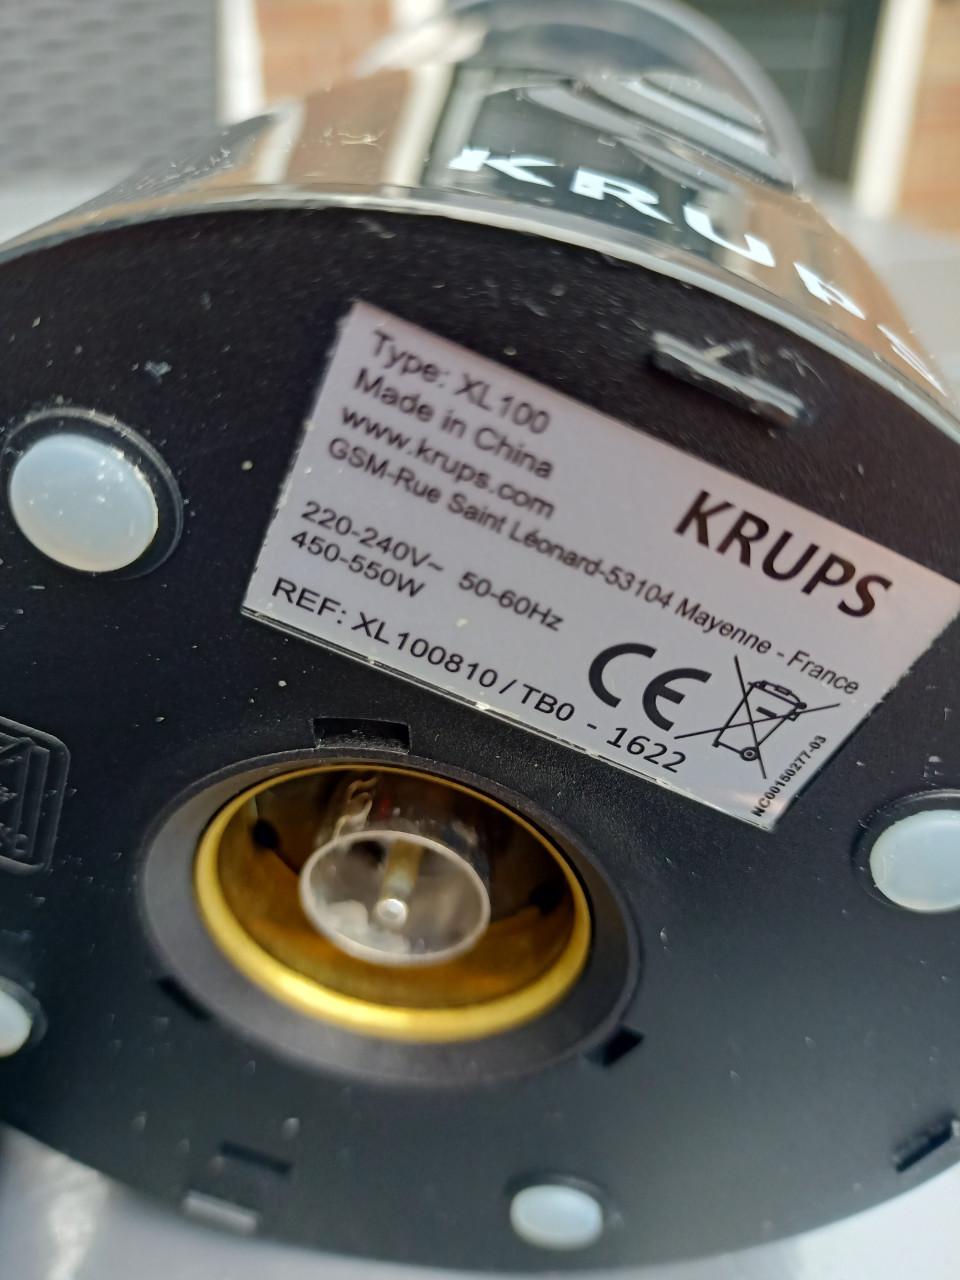 KRUPS
Type: XL100
Made in China
www.krups.com
GSM-Rue Saint Léonard-53104 Mayenne - France
KRUPS
220-240V~ 50-60Hz
450-550W
REF: XL100810 / TB0 - 1622
CE
NC00150277-03